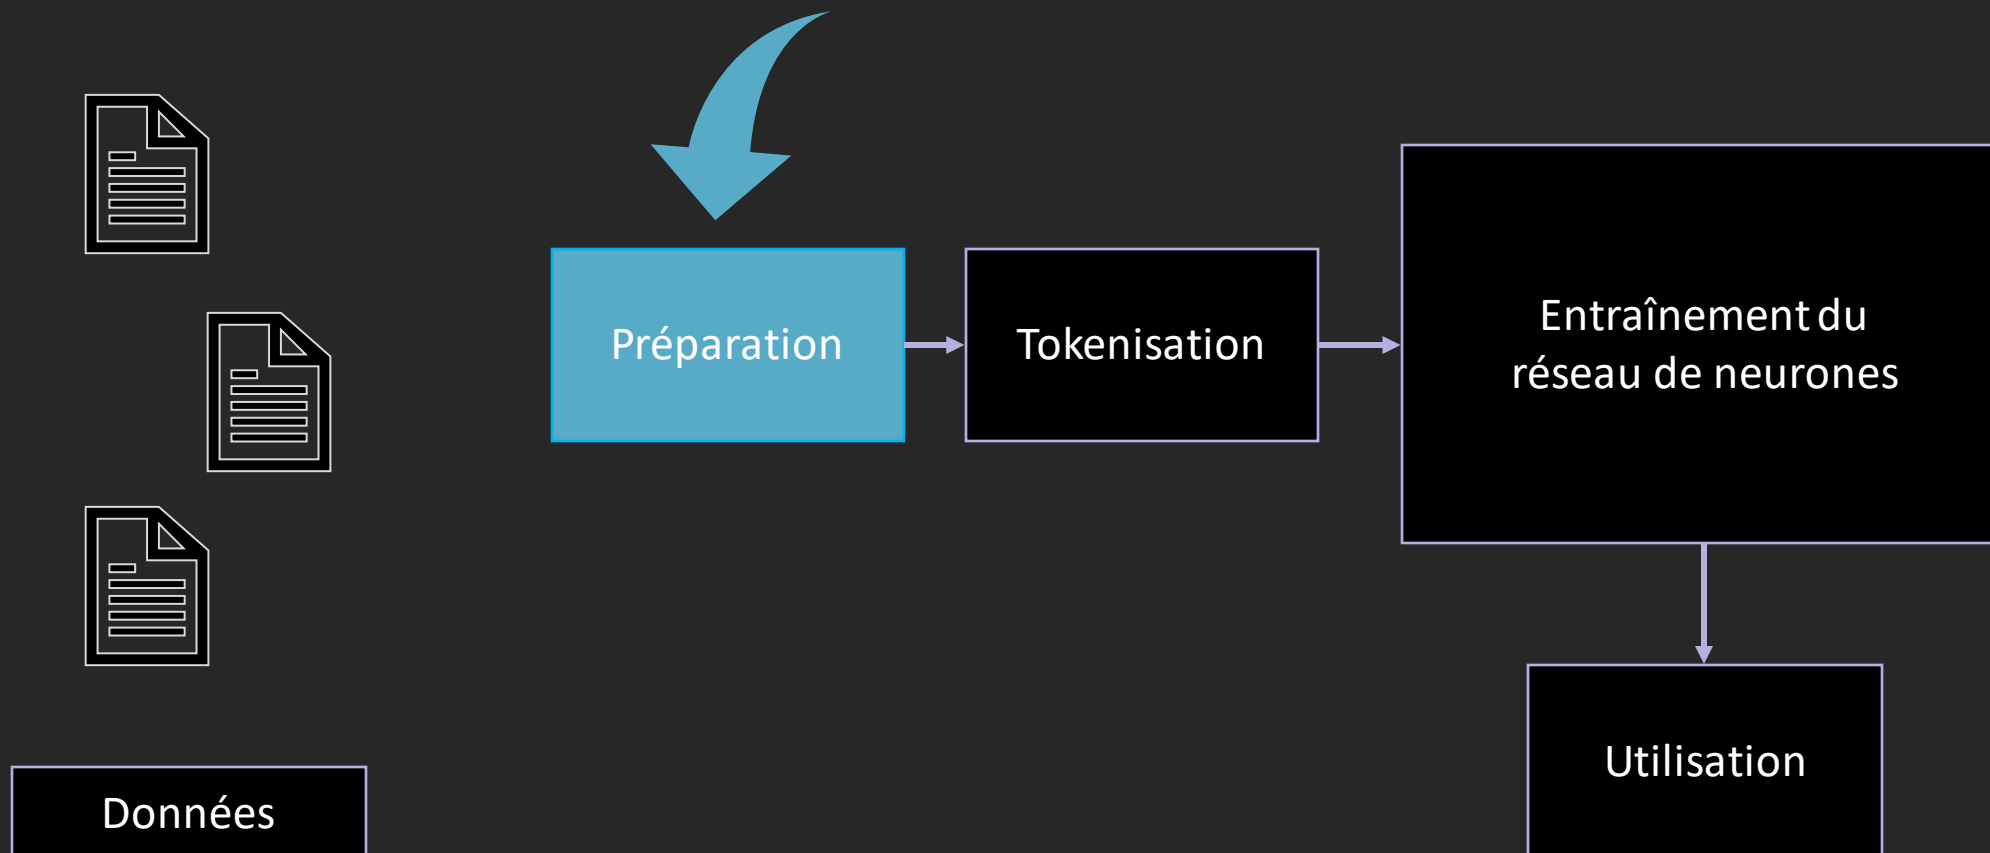 Préparation
Tokenisation
Entraînement du
réseau de neurones
Utilisation
Données